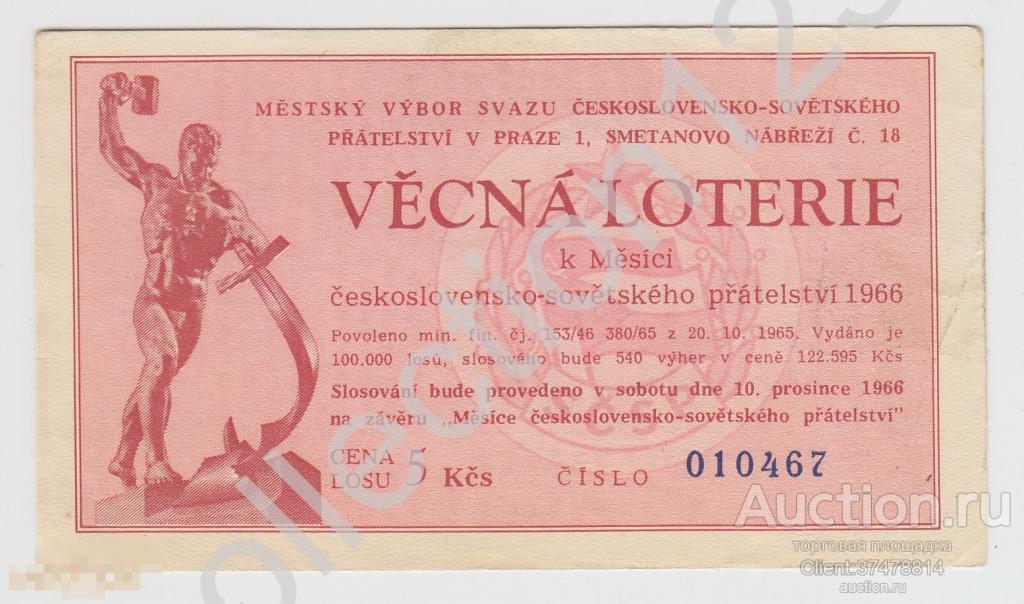 MĚSTSKÝ VÝBOR SVAZU ČESKOSLOVENSKO-SOVĚTSKÉHO
PŘÁTELSTVÍ V PRAZE 1, SMETANOVO NÁBŘEŽÍ Č. 18
VĚCNÁ LOTERIE
k Měsíci
československo-sovětského přátelství 1966
Povoleno min. fin. čj. 153/46 380/65 z 20. 10. 1965. Vydáno je
100.000 losů, slosováno bude 540 výher v ceně 122.595 Kčs
Slosování bude provedeno v sobotu dne 10. prosince 1966
na závěru „Měsíce československo-sovětského přátelství"
CENA
LOSU 5 Kčs ČÍSLO 010467
Auction.ru
торговая площадка
Client:37478814
auction.ru